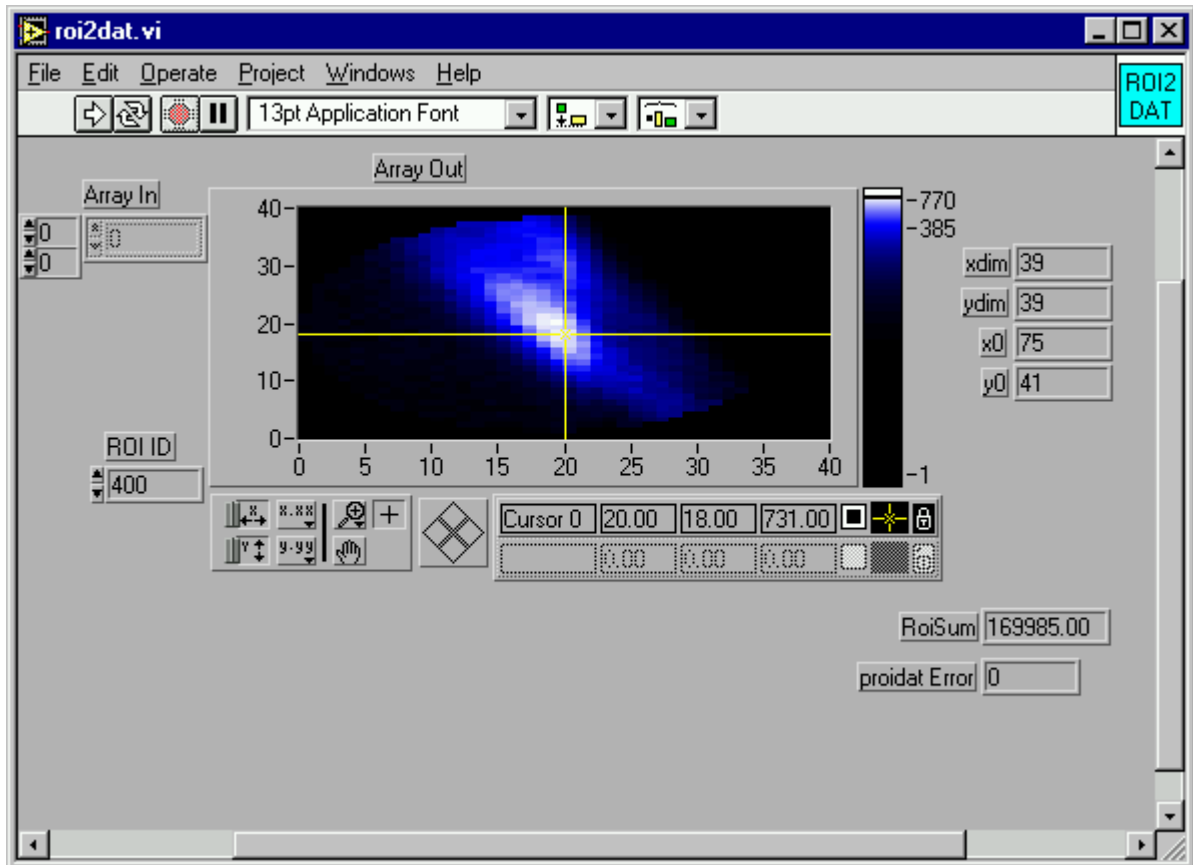 roi2dat.vi
File Edit Operate Project Windows Help
ROI2
DAT
13pt Application Font
Array Out
Array In
0
0
0
40-
30-
20-
10-
0-
0 5 10 15 20 25 30 35 40
-770
-385
-1
xdim 39
ydim 39
x0 75
y0 41
ROI ID
400
X
x.xx
Y
y.yy
Cursor 0 20.00 18.00 731.00
0.00 0.00 0.00
RoiSum 169985.00
proidat Error 0